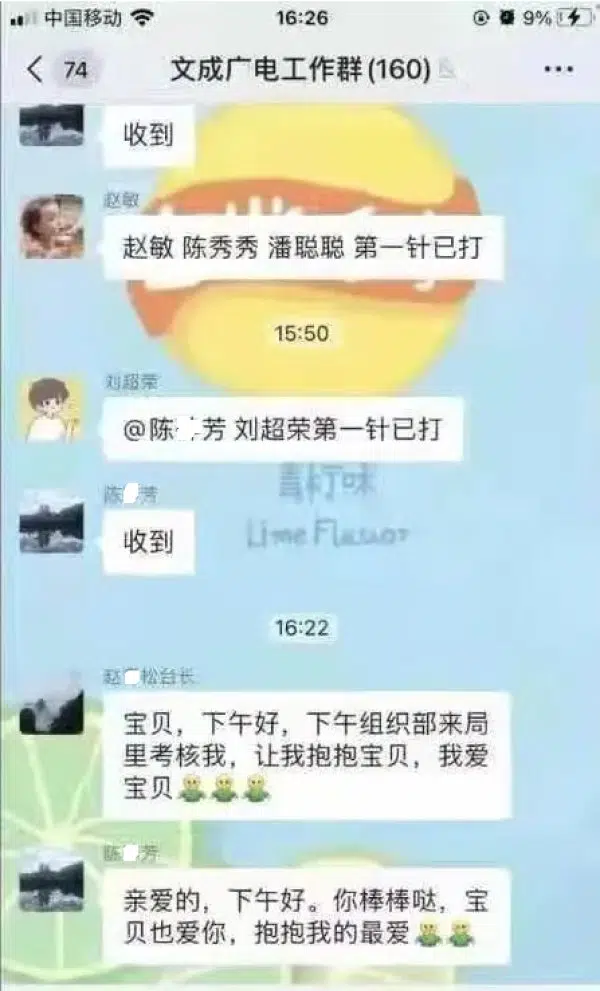 中国移动 16:26 9%
74 文成广电工作群(160)
收到
赵敏
赵敏 陈秀秀 潘聪聪 第一针已打
15:50
刘超荣
@陈 芳 刘超荣第一针已打
陈 芳
青柠味
收到
Lime Flavor
16:22
赵 松台长
宝贝，下午好，下午组织部来局
里考核我，让我抱抱宝贝，我爱
宝贝
陈 芳
亲爱的，下午好。你棒棒哒，宝
贝也爱你，抱抱我的最爱